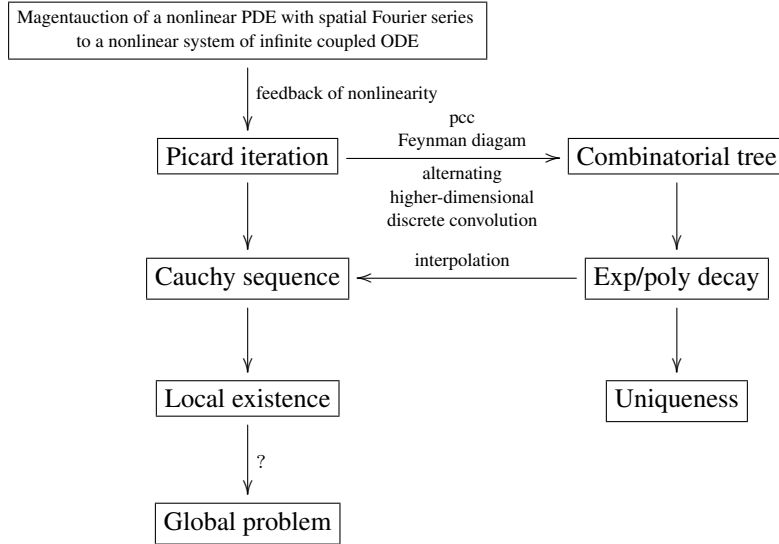 Magentauction of a nonlinear PDE with spatial Fourier series
to a nonlinear system of infinite coupled ODE
feedback of nonlinearity
pcc
Feynman diagam
Picard iteration
Combinatorial tree
alternating
higher-dimensional
discrete convolution
Cauchy sequence
interpolation
Exp/poly decay
Local existence
Uniqueness
?
Global problem